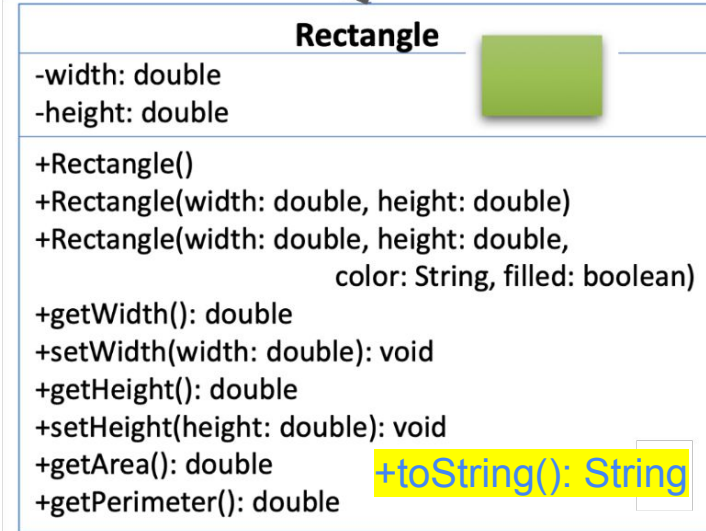 Rectangle
-width: double
-height: double
+Rectangle()
+Rectangle(width: double, height: double)
+Rectangle(width: double, height: double,
color: String, filled: boolean)
+getWidth(): double
+setWidth(width: double): void
+getHeight(): double
+setHeight(height: double): void
+getArea(): double
+toString(): String
+getPerimeter(): double